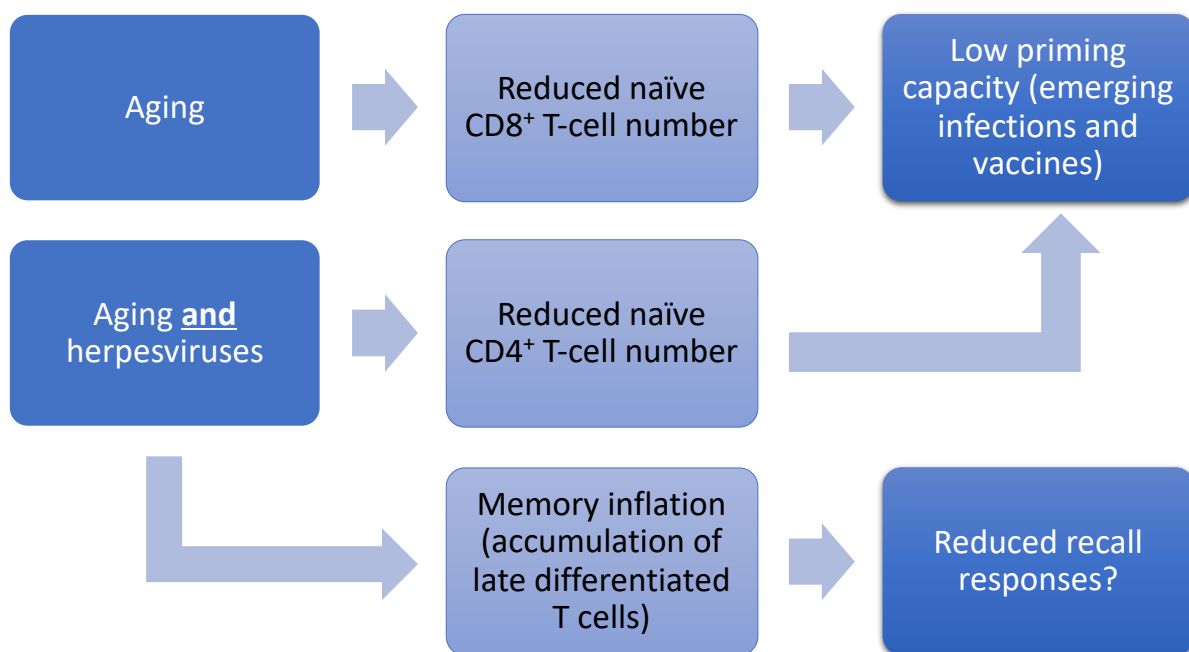 Aging
Reduced naïve
CD8⁺ T-cell number
Low priming
capacity (emerging
infections and
vaccines)
Aging and
herpesviruses
Reduced naïve
CD4⁺ T-cell number
Memory inflation
(accumulation of
late differentiated
T cells)
Reduced recall
responses?